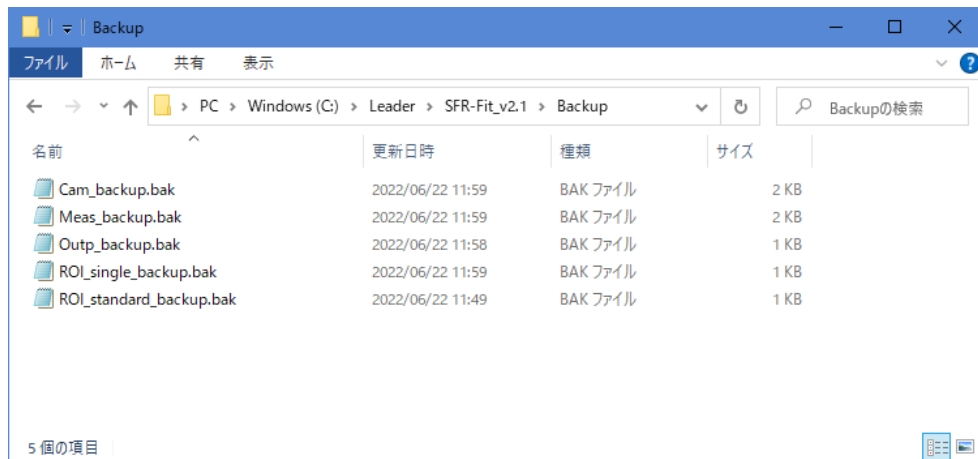 Backup
ファイル ホーム 共有 表示
PC > Windows (C:) > Leader > SFR-Fit_v2.1 > Backup Backupの検索
名前 更新日時 種類 サイズ
Cam_backup.bak 2022/06/22 11:59 BAK ファイル 2 KB
Meas_backup.bak 2022/06/22 11:59 BAK ファイル 2 KB
Outp_backup.bak 2022/06/22 11:58 BAK ファイル 1 KB
ROI_single_backup.bak 2022/06/22 11:59 BAK ファイル 1 KB
ROI_standard_backup.bak 2022/06/22 11:49 BAK ファイル 1 KB
5 個の項目